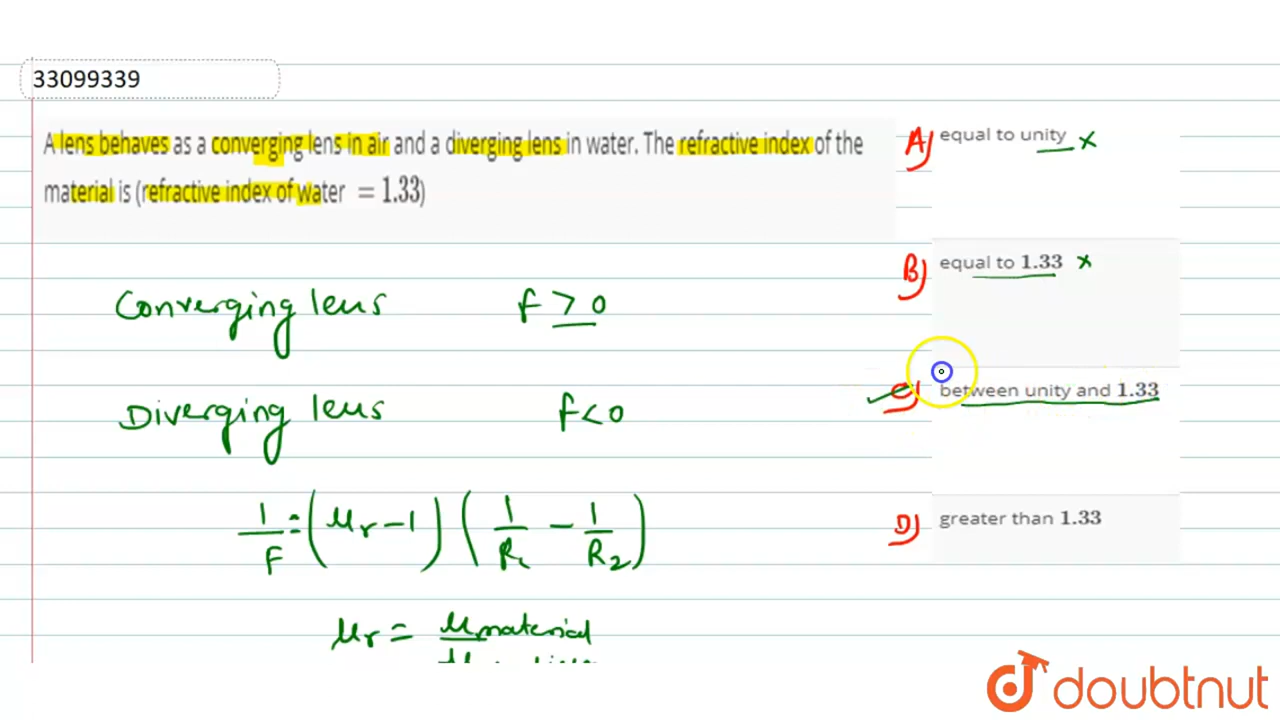 33099339
A lens behaves as a converging lens in air and a diverging lens in water. The refractive index of the
material is (refractive index of water = 1.33)
A) equal to unity x
B) equal to 1.33 x
C) between unity and 1.33
D) greater than 1.33
Converging lens f > 0
Diverging lens f < 0
1/F = (μr − 1) (1/R1 − 1/R2)
μr = μmaterial
doubtnut